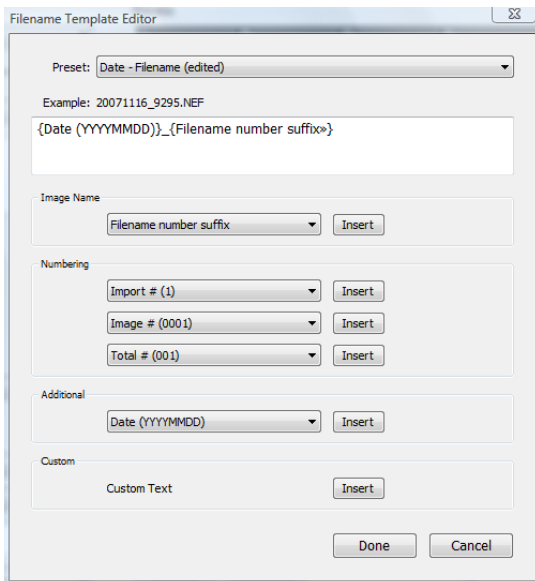 Filename Template Editor
Preset: Date - Filename (edited)
Example: 20071116_9295.NEF
{Date (YYYYMMDD)}_{Filename number suffix»}
Image Name
Filename number suffix Insert
Numbering
Import # (1) Insert
Image # (0001) Insert
Total # (001) Insert
Additional
Date (YYYYMMDD) Insert
Custom
Custom Text Insert
Done Cancel